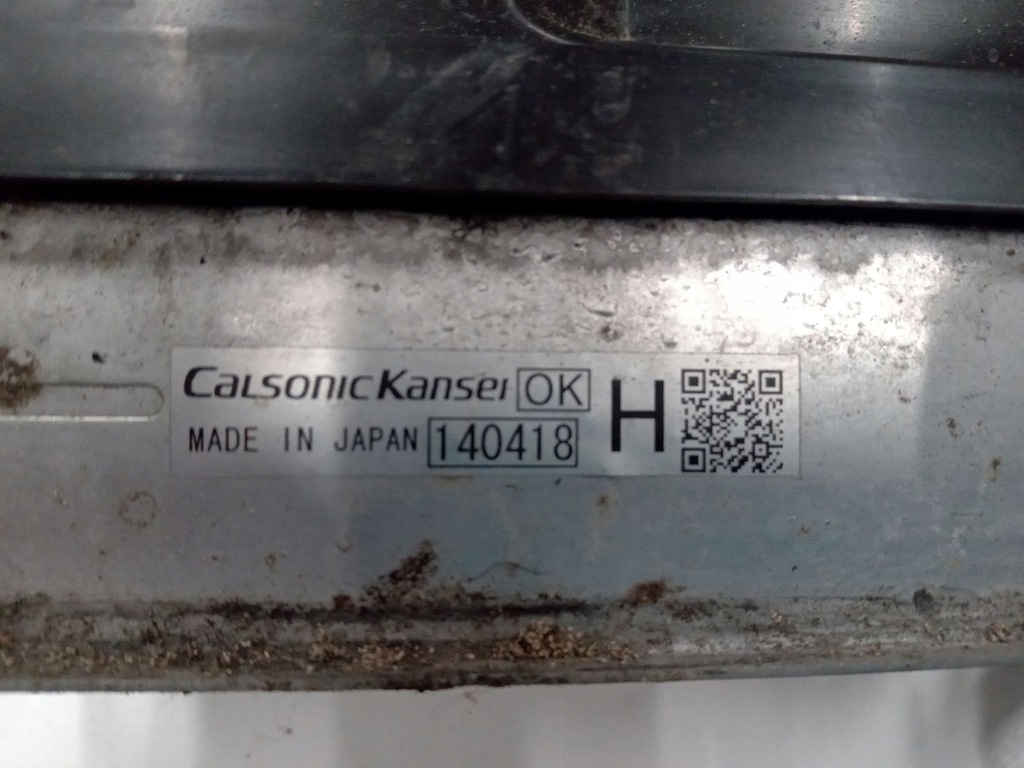 CalsonicKansei OK
MADE IN JAPAN 140418
H